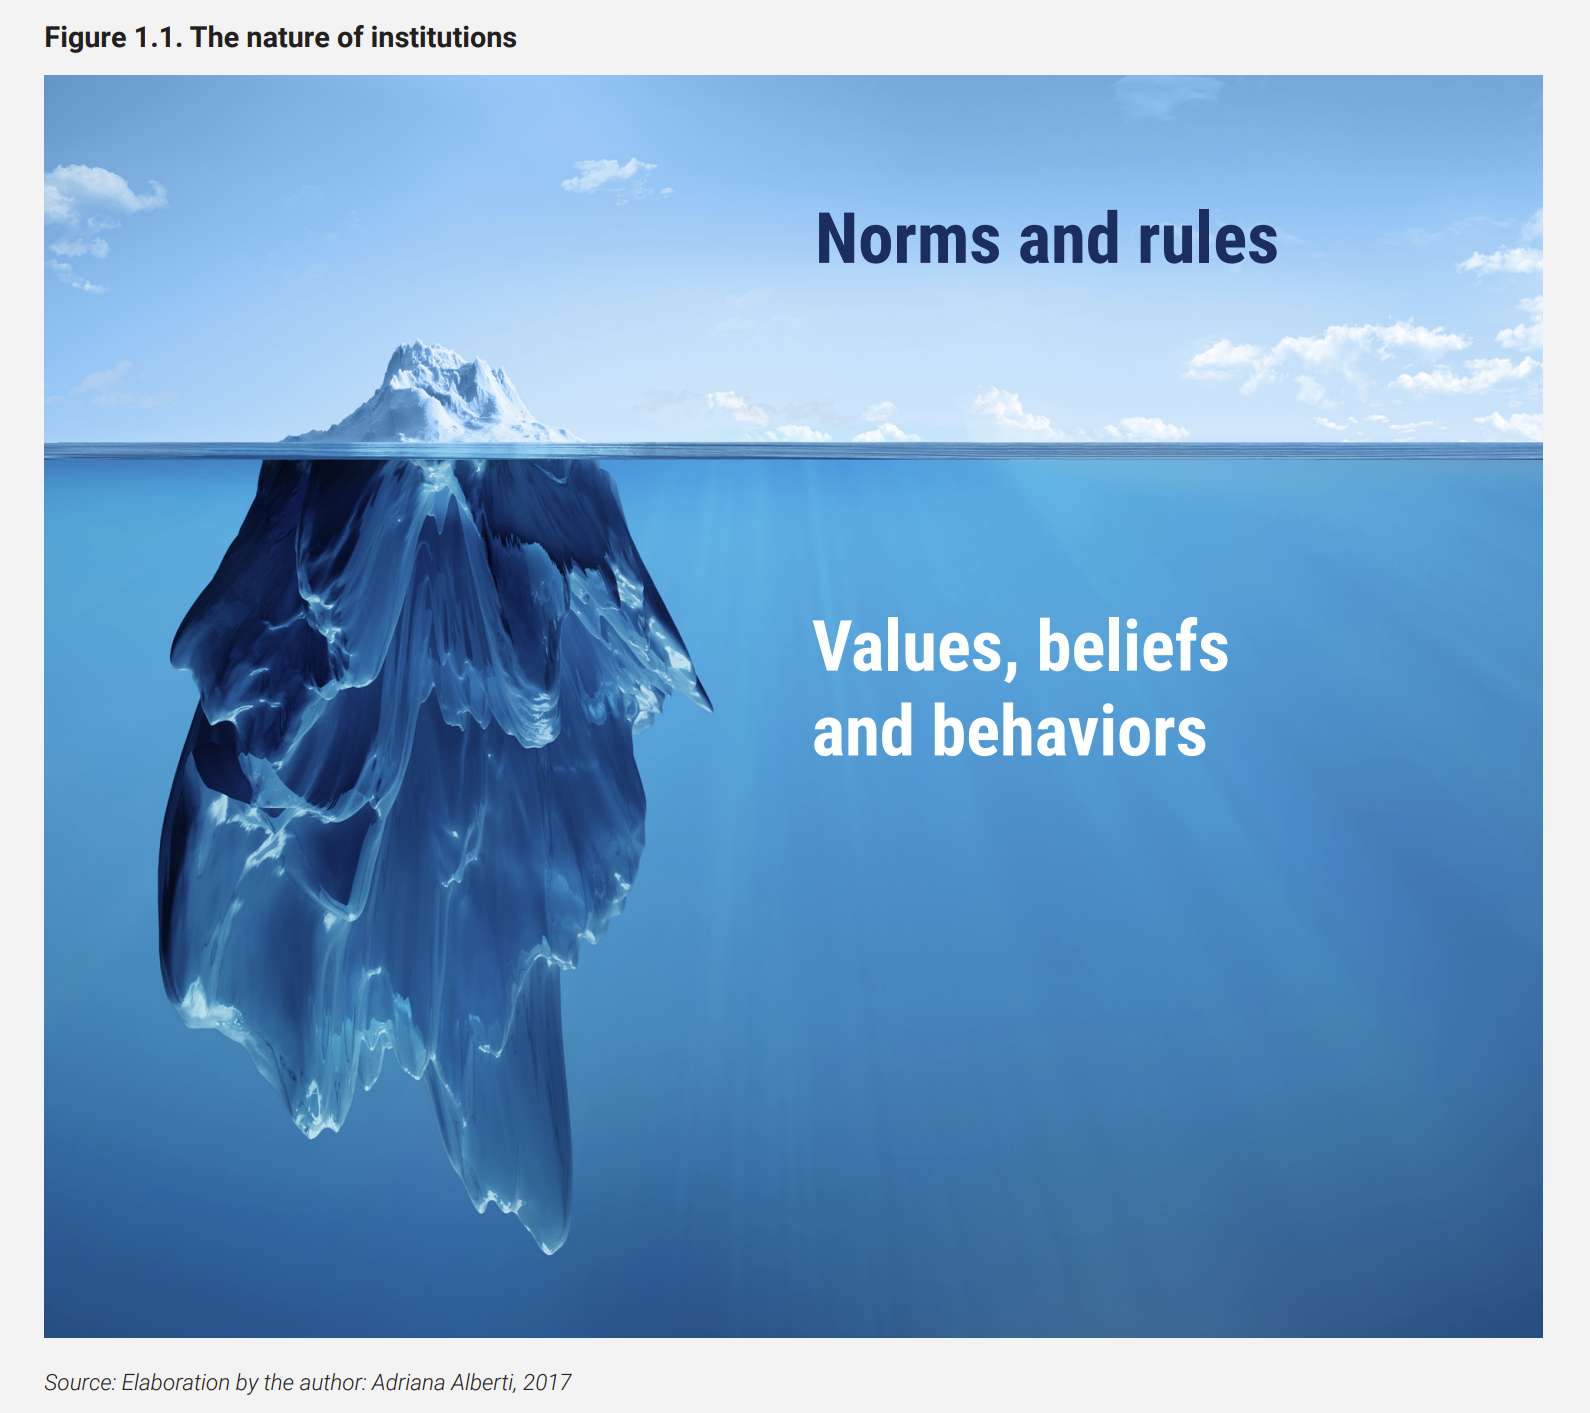 Figure 1.1. The nature of institutions
Norms and rules
Values, beliefs
and behaviors
Source: Elaboration by the author: Adriana Alberti, 2017